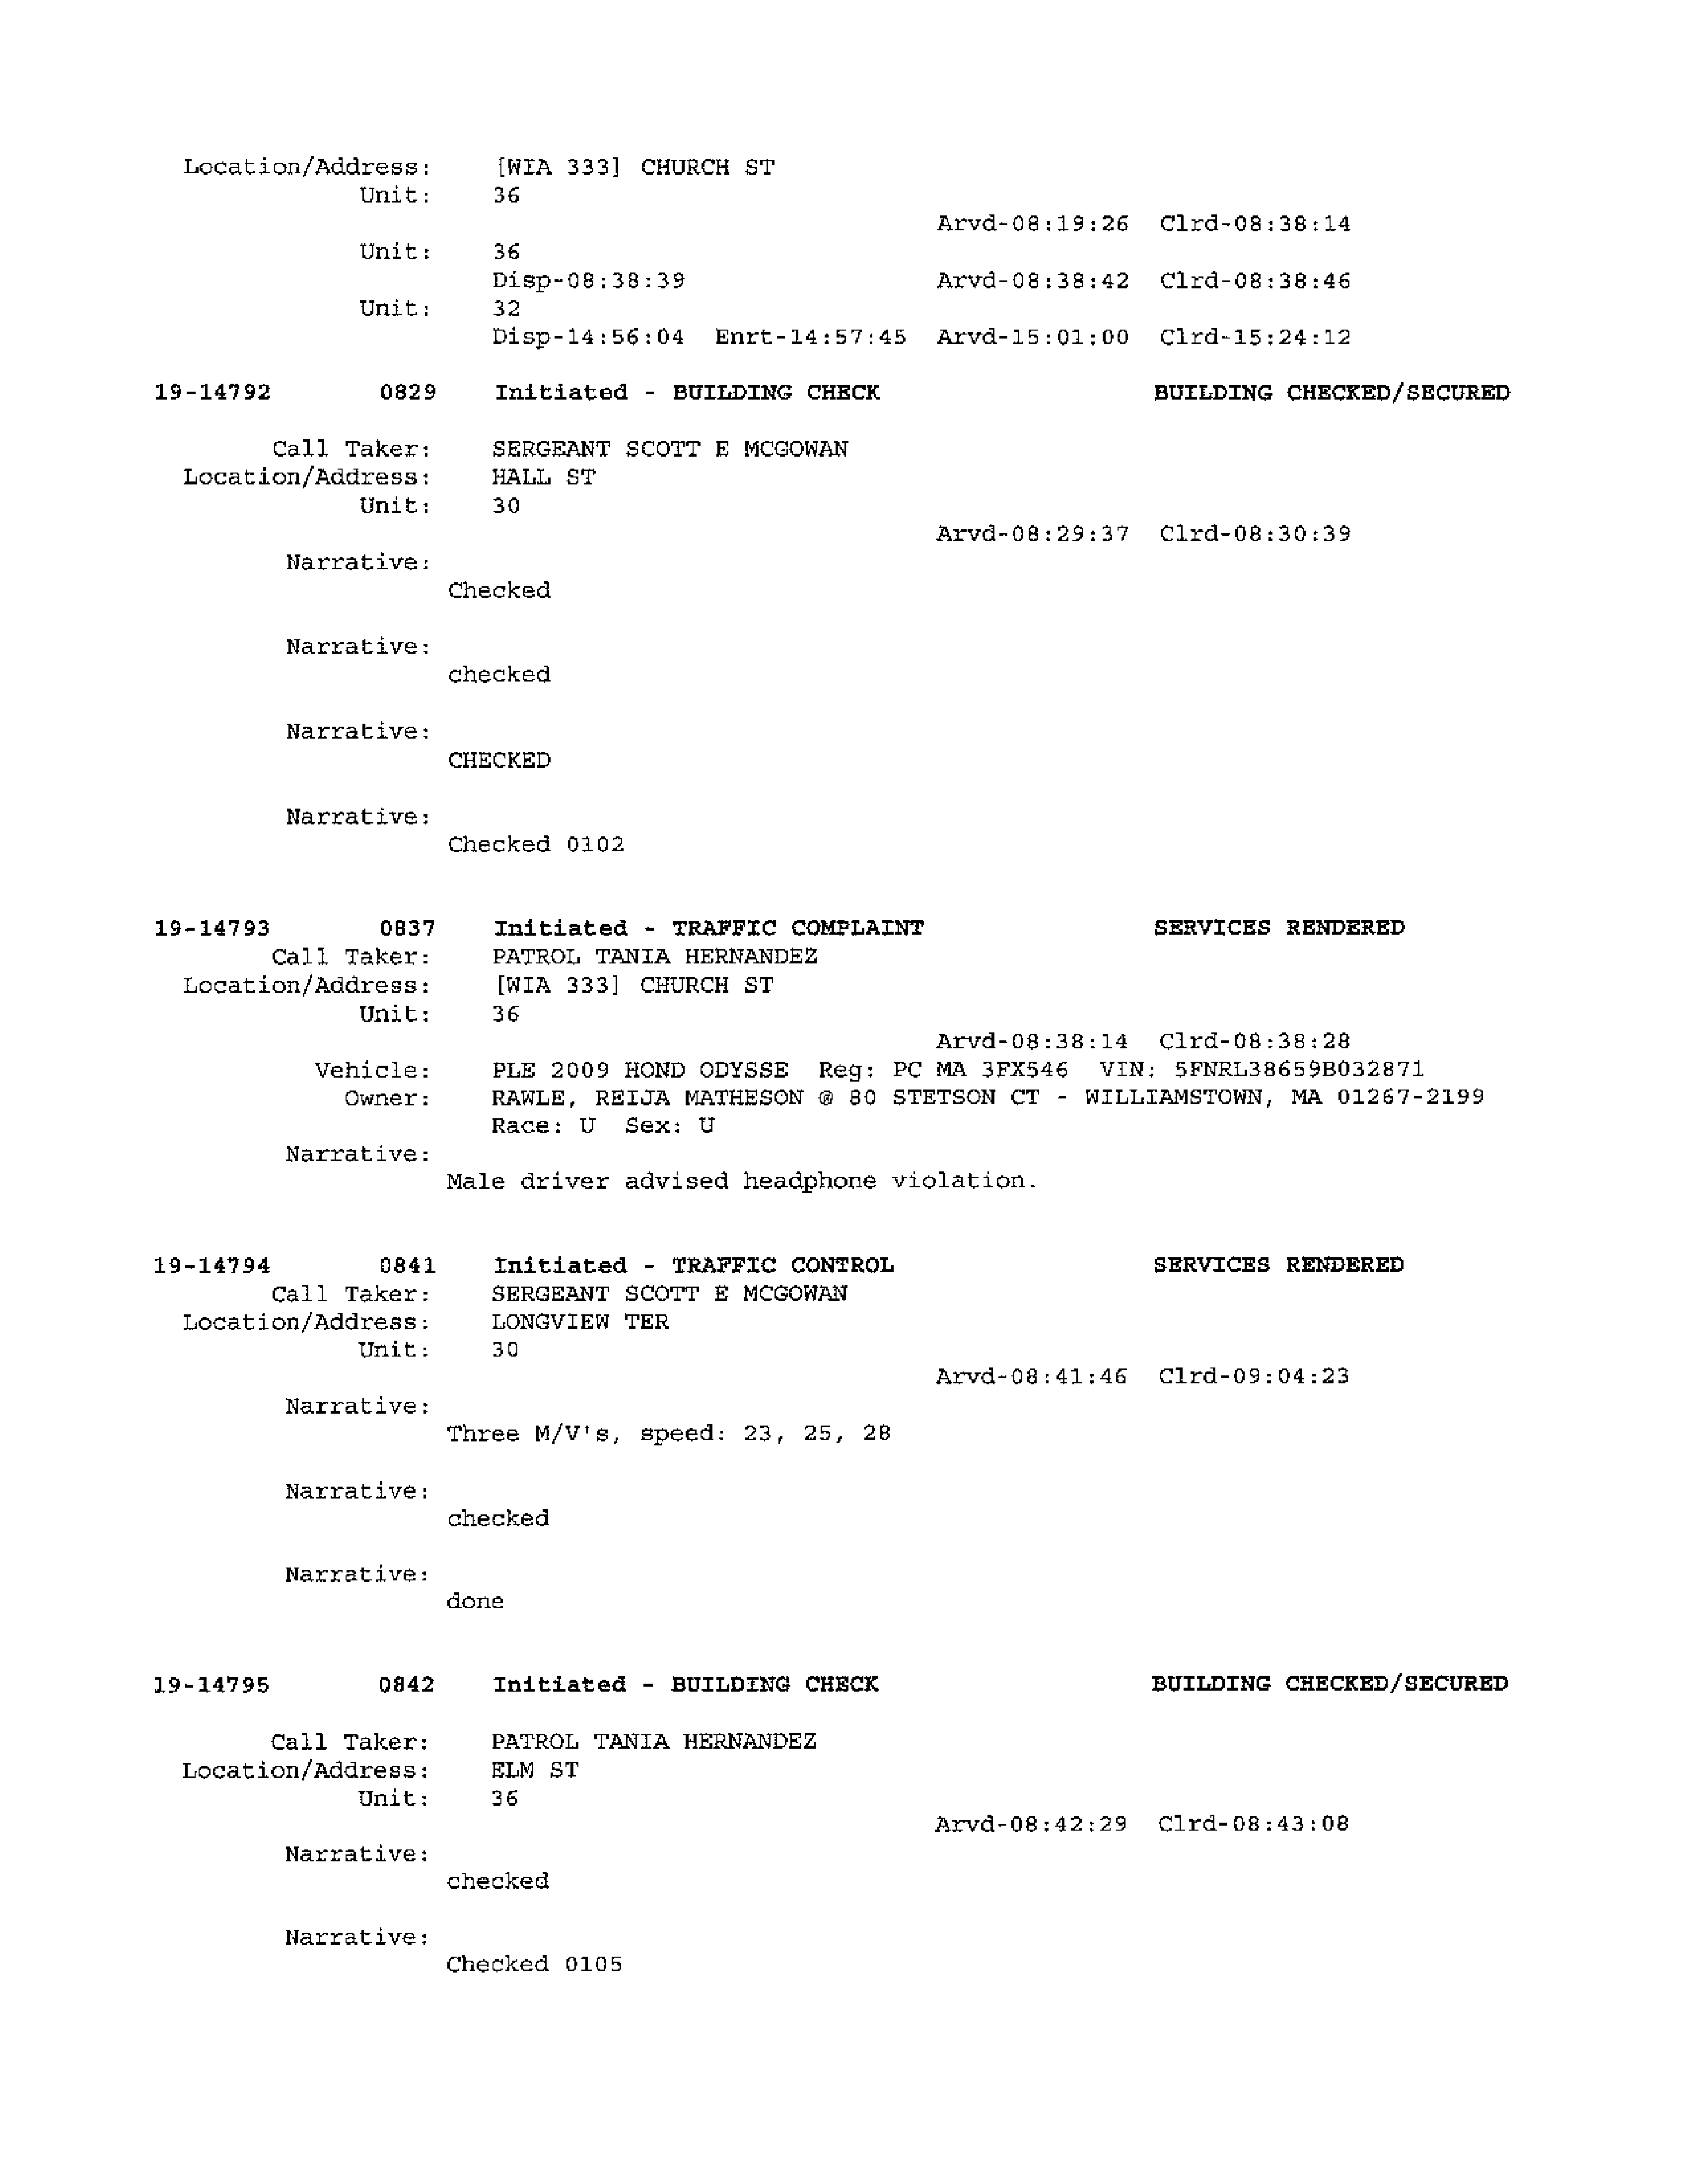 Location/Address: [WIA 333] CHURCH ST
Unit: 36
Arvd-08:19:26 Clrd-08:38:14
Unit: 36
Disp-08:38:39 Arvd-08:38:42 Clrd-08:38:46
Unit: 32
Disp-14:56:04 Enrt-14:57:45 Arvd-15:01:00 Clrd-15:24:12
19-14792 0829 Initiated - BUILDING CHECK BUILDING CHECKED/SECURED
Call Taker: SERGEANT SCOTT E MCGOWAN
Location/Address: HALL ST
Unit: 30
Arvd-08:29:37 Clrd-08:30:39
Narrative:
Checked
Narrative:
checked
Narrative:
CHECKED
Narrative:
Checked 0102
19-14793 0837 Initiated - TRAFFIC COMPLAINT SERVICES RENDERED
Call Taker: PATROL TANIA HERNANDEZ
Location/Address: [WIA 333] CHURCH ST
Unit: 36
Arvd-08:38:14 Clrd-08:38:28
Vehicle: PLE 2009 HOND ODYSSE Reg: PC MA 3FX546 VIN: 5FNRL38659B032871
Owner: RAWLE, REIJA MATHESON @ 80 STETSON CT - WILLIAMSTOWN, MA 01267-2199
Race: U Sex: U
Narrative:
Male driver advised headphone violation.
19-14794 0841 Initiated - TRAFFIC CONTROL SERVICES RENDERED
Call Taker: SERGEANT SCOTT E MCGOWAN
Location/Address: LONGVIEW TER
Unit: 30
Arvd-08:41:46 Clrd-09:04:23
Narrative:
Three M/V's, speed: 23, 25, 28
Narrative:
checked
Narrative:
done
19-14795 0842 Initiated - BUILDING CHECK BUILDING CHECKED/SECURED
Call Taker: PATROL TANIA HERNANDEZ
Location/Address: ELM ST
Unit: 36
Arvd-08:42:29 Clrd-08:43:08
Narrative:
checked
Narrative:
Checked 0105